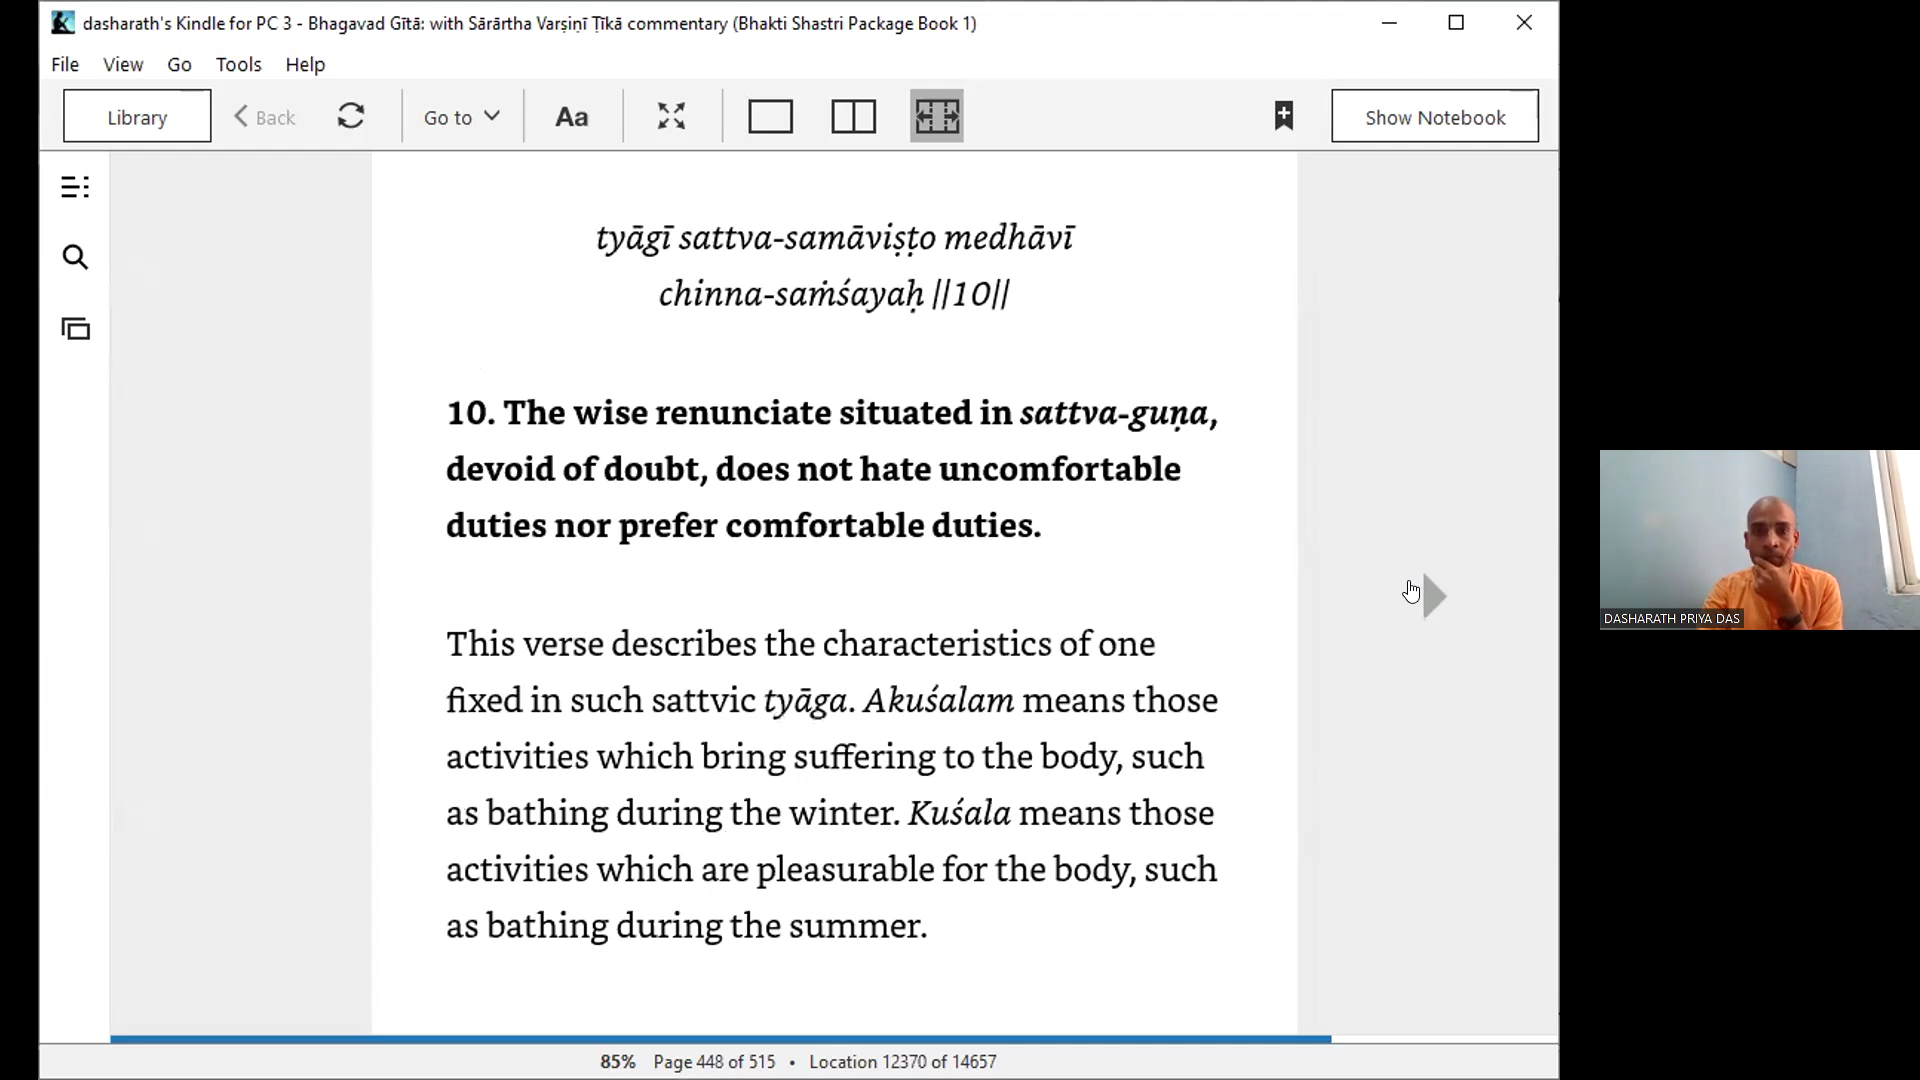 dasharath's Kindle for PC 3 - Bhagavad Gītā: with Sārārtha Varṣiṇī Ṭīkā commentary (Bhakti Shastri Package Book 1)
File View Go Tools Help
Library Back Go to Aa Show Notebook
tyāgī sattva-samāviṣṭo medhāvī
chinna-saṁśayaḥ ||10||
10. The wise renunciate situated in sattva-guṇa,
devoid of doubt, does not hate uncomfortable
duties nor prefer comfortable duties.
This verse describes the characteristics of one
fixed in such sattvic tyāga. Akuśalam means those
activities which bring suffering to the body, such
as bathing during the winter. Kuśala means those
activities which are pleasurable for the body, such
as bathing during the summer.
DASHARATH PRIYA DAS
85% Page 448 of 515 • Location 12370 of 14657